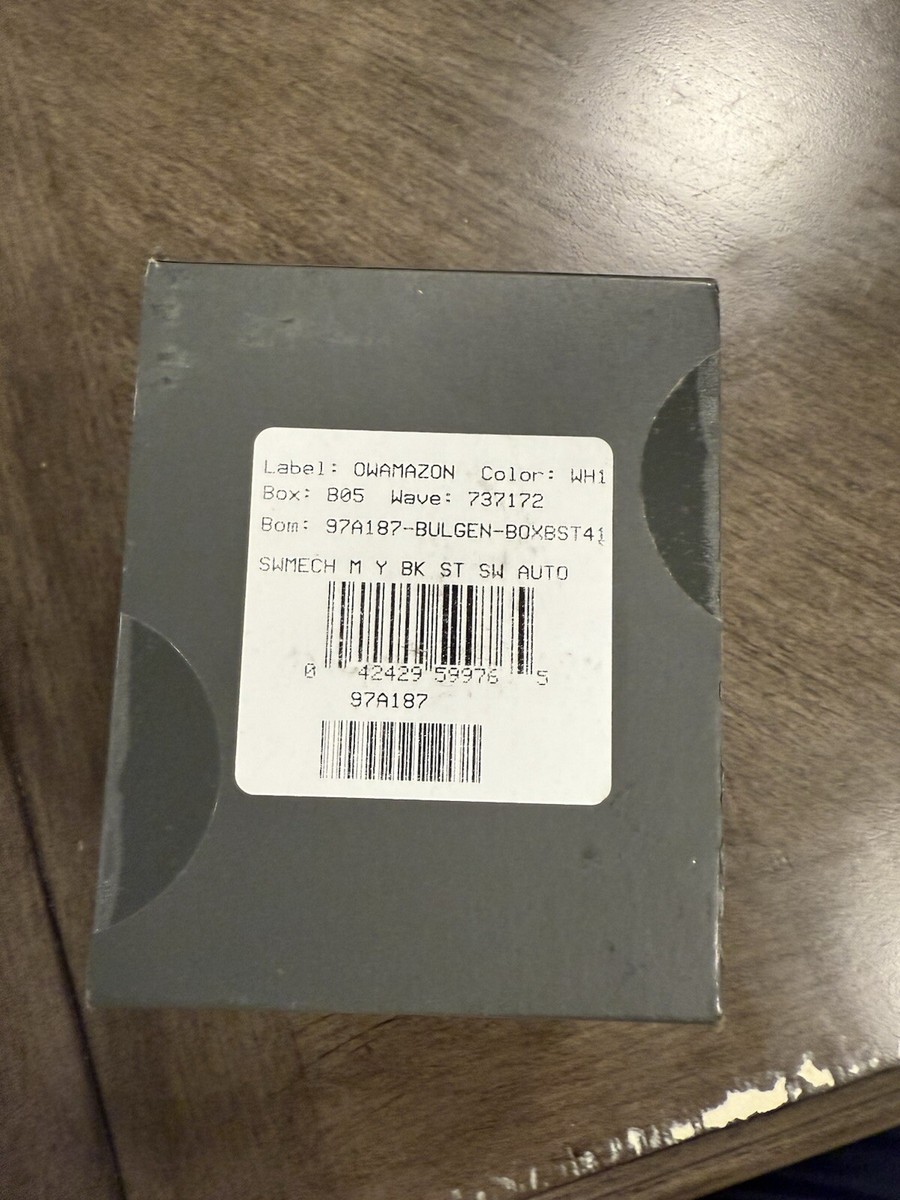 Label: OWAMAZON Color: WHi
Box: B05 Wave: 737172
Bom: 97A187-BULGEN-BOXBST41
SWMECH M Y BK ST SW AUTO
0 42429 59976 5
97A187